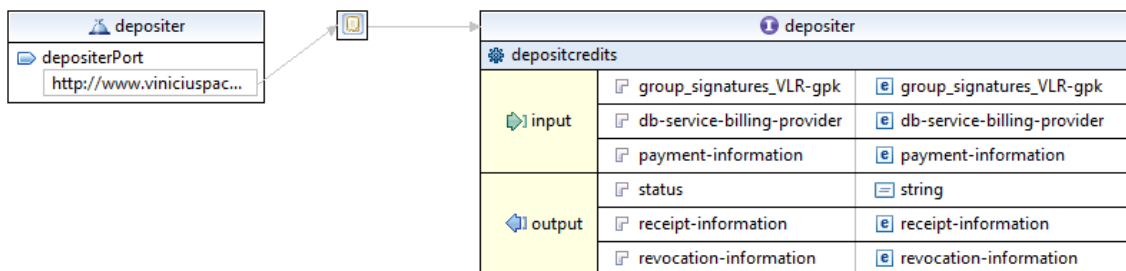 depositer
depositerPort
http://www.viniciuspac...
depositer
depositcredits
input
group_signatures_VLR-gpk
e group_signatures_VLR-gpk
db-service-billing-provider
e db-service-billing-provider
payment-information
e payment-information
output
status
string
receipt-information
e receipt-information
revocation-information
e revocation-information